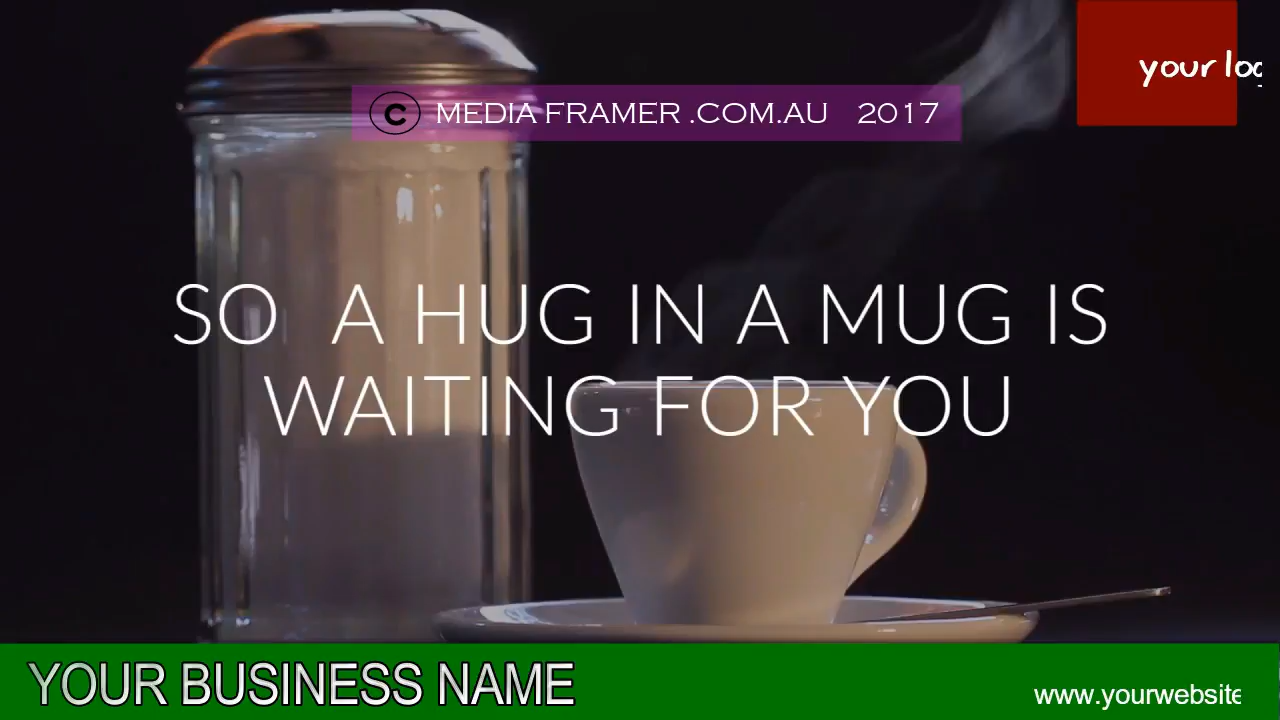 © MEDIA FRAMER .COM.AU 2017
your log
SO A HUG IN A MUG IS
WAITING FOR YOU
YOUR BUSINESS NAME
www.yourwebsite